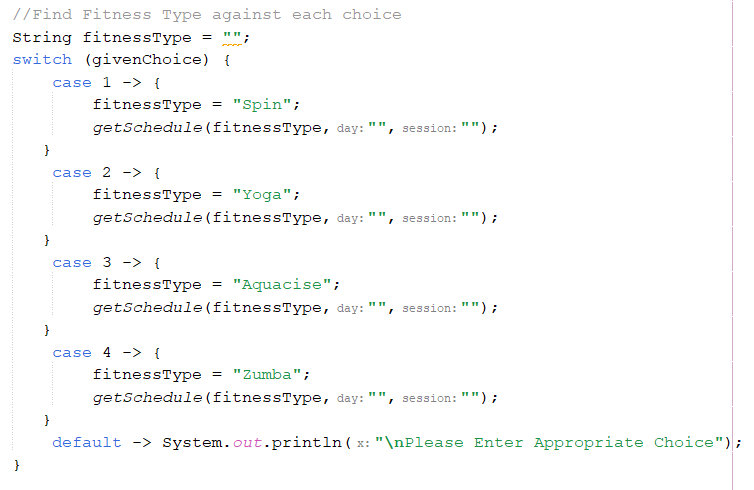 //Find Fitness Type against each choice
String fitnessType = "";
switch (givenChoice) {
    case 1 -> {
        fitnessType = "Spin";
        getSchedule(fitnessType, day: "", session: "");
    }
    case 2 -> {
        fitnessType = "Yoga";
        getSchedule(fitnessType, day: "", session: "");
    }
    case 3 -> {
        fitnessType = "Aquacise";
        getSchedule(fitnessType, day: "", session: "");
    }
    case 4 -> {
        fitnessType = "Zumba";
        getSchedule(fitnessType, day: "", session: "");
    }
    default -> System.out.println( x: "\nPlease Enter Appropriate Choice");
}